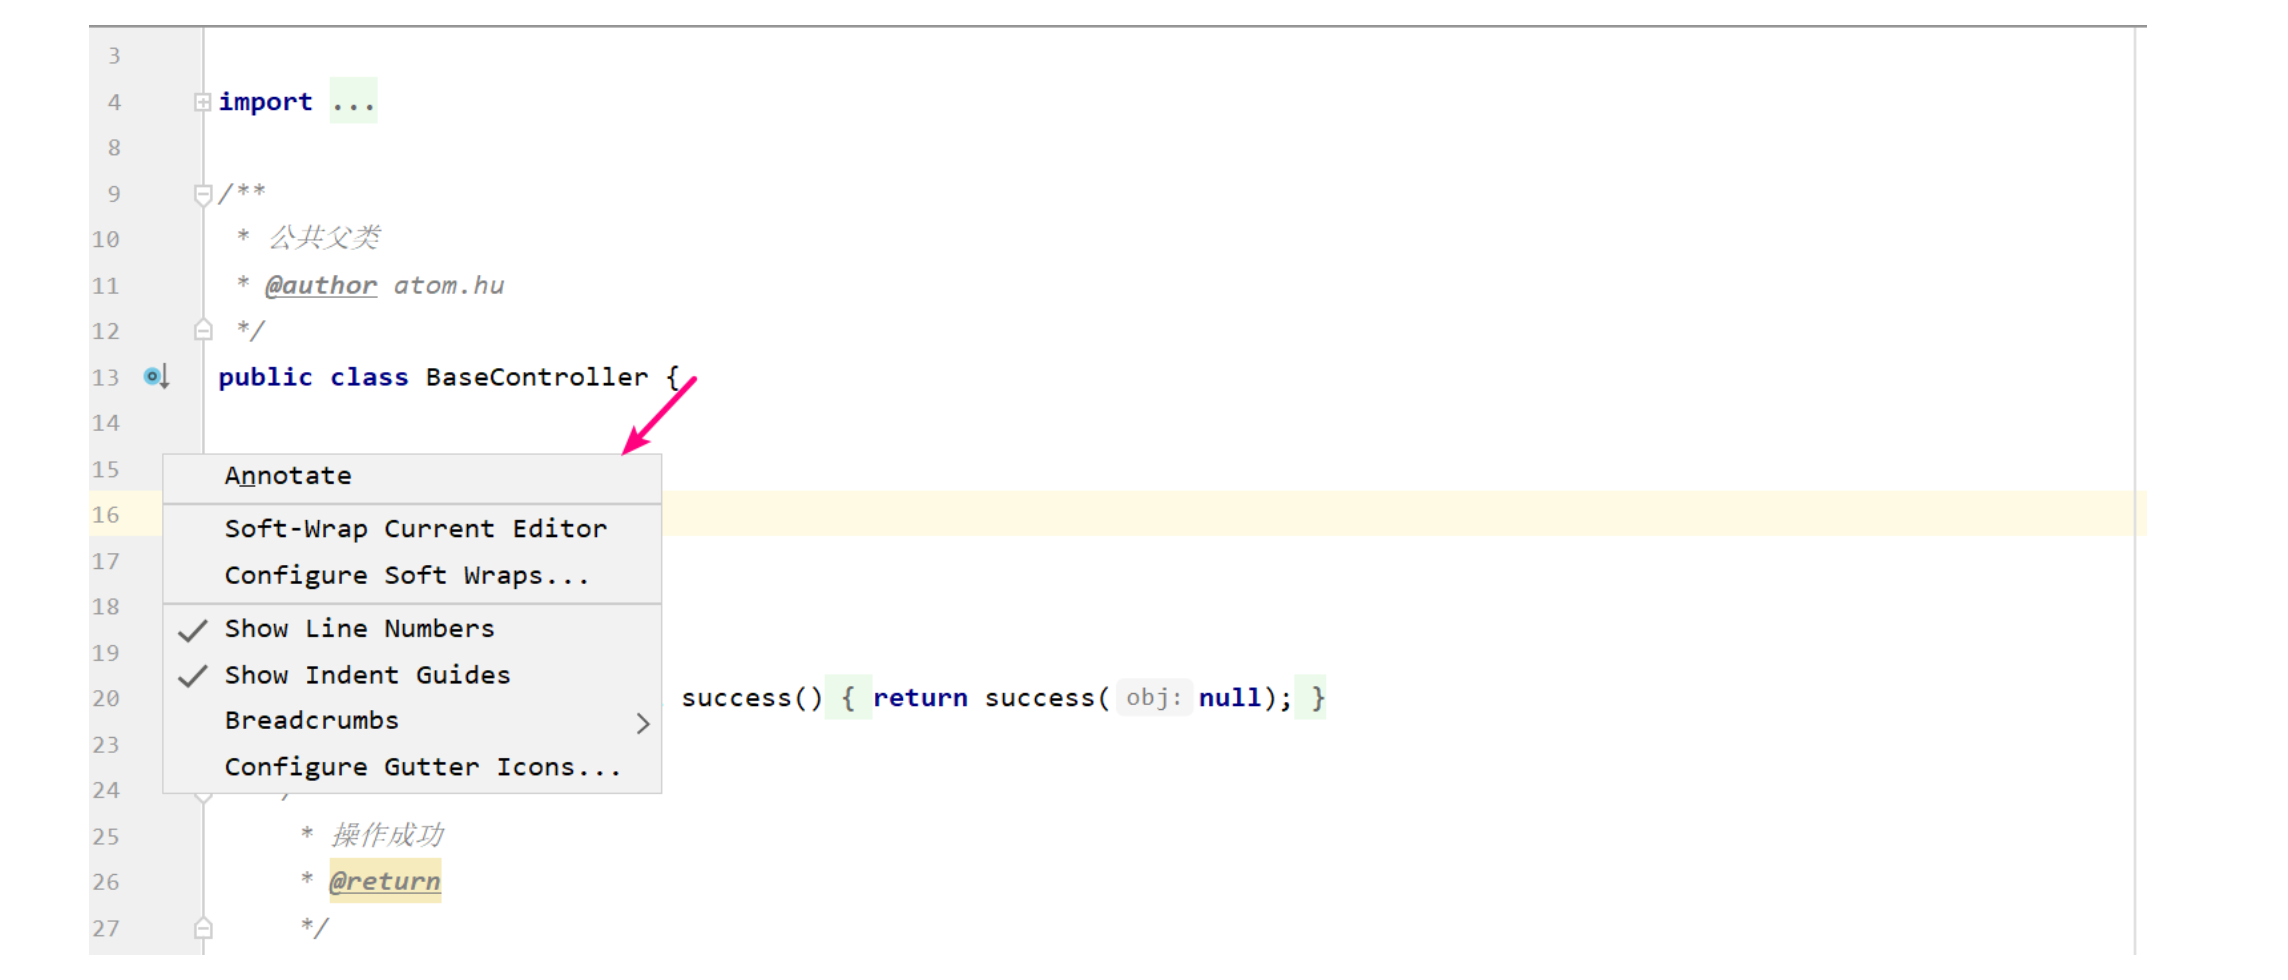 3
4 import ...
8
9 /**
10 * 公共父类
11 * @author atom.hu
12 */
13 public class BaseController {
14
15 Annotate
16 Soft-Wrap Current Editor
17 Configure Soft Wraps...
18 Show Line Numbers
19 Show Indent Guides
20 success() { return success( obj: null); }
23 Breadcrumbs
24 Configure Gutter Icons...
25 * 操作成功
26 * @return
27 */